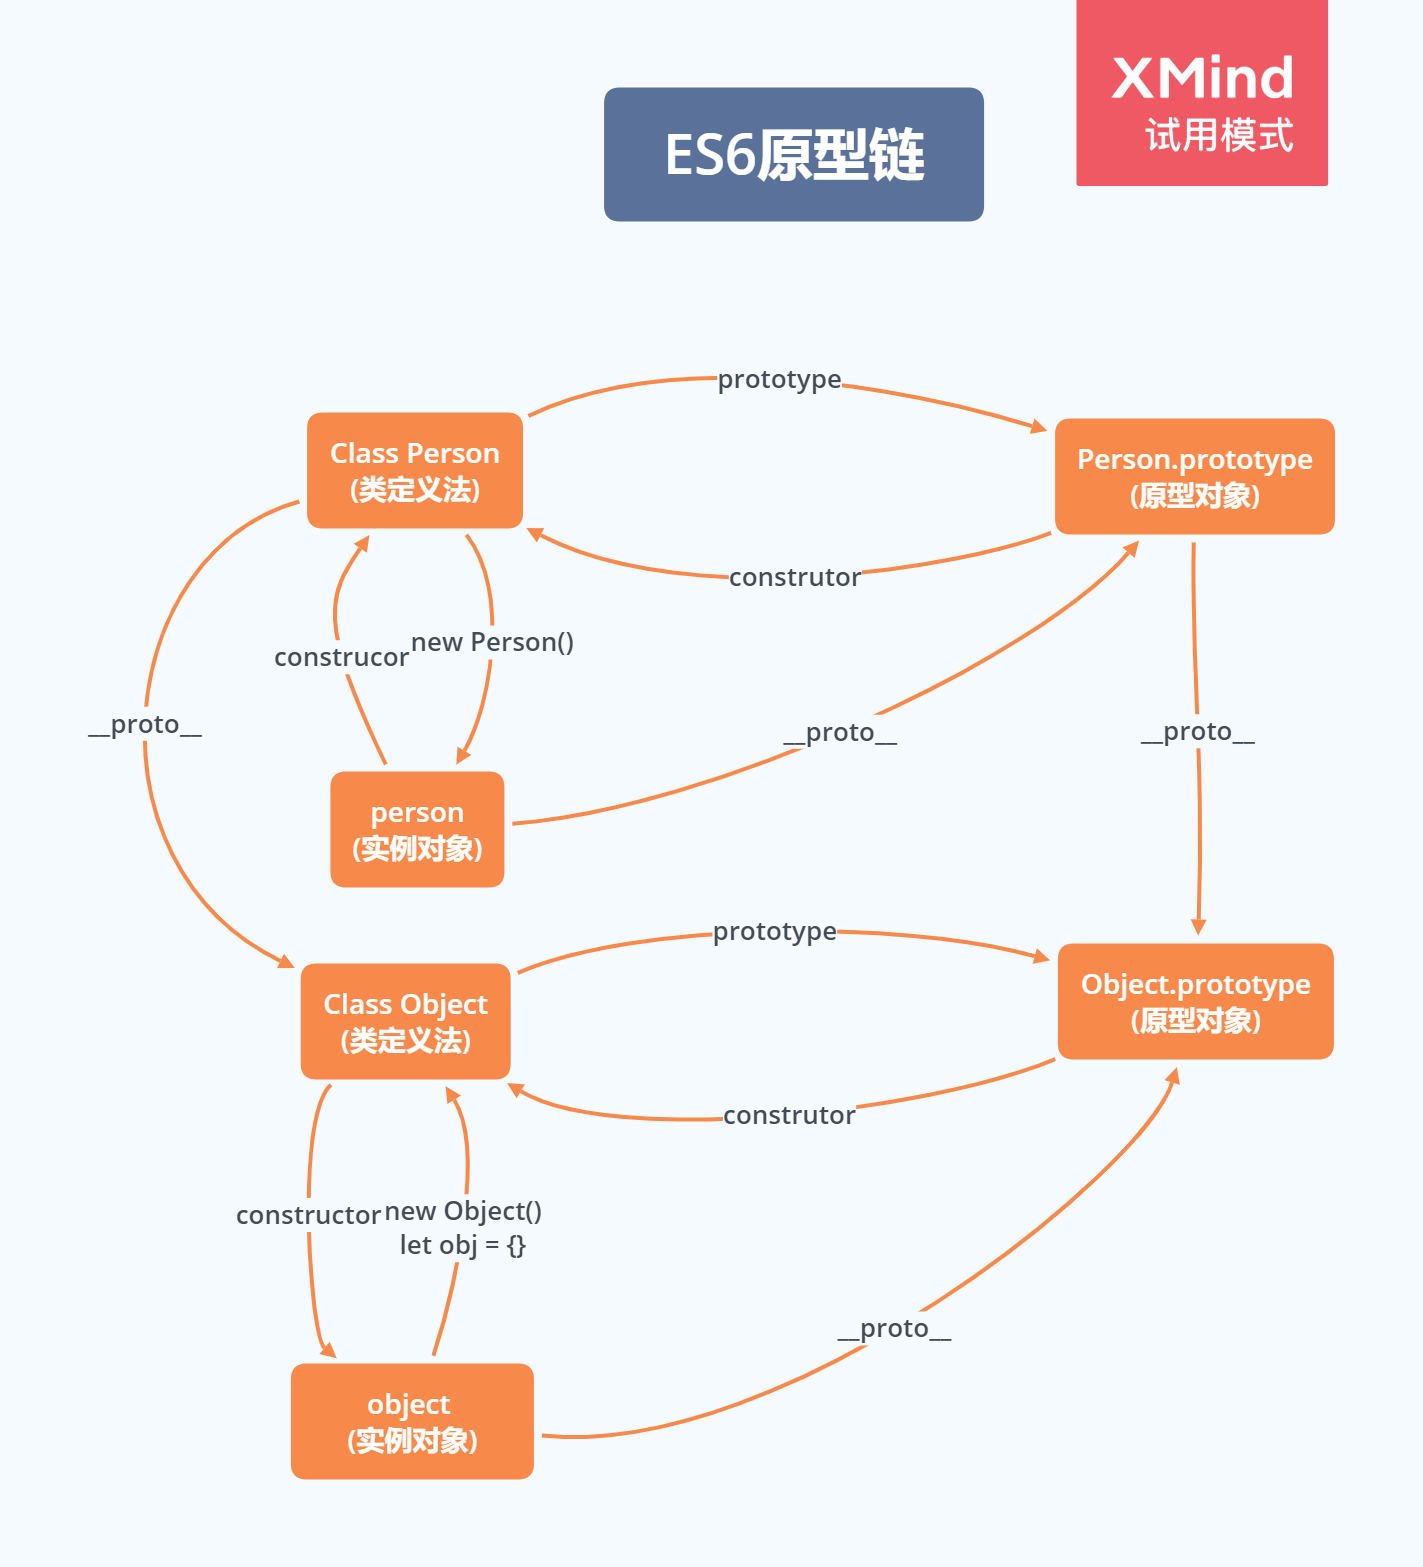 XMind
试用模式
ES6原型链
prototype
Class Person
(类定义法)
Person.prototype
(原型对象)
construtor
construcor
new Person()
__proto__
__proto__
__proto__
person
(实例对象)
prototype
Class Object
(类定义法)
Object.prototype
(原型对象)
construtor
constructor
new Object()
let obj = {}
__proto__
object
(实例对象)